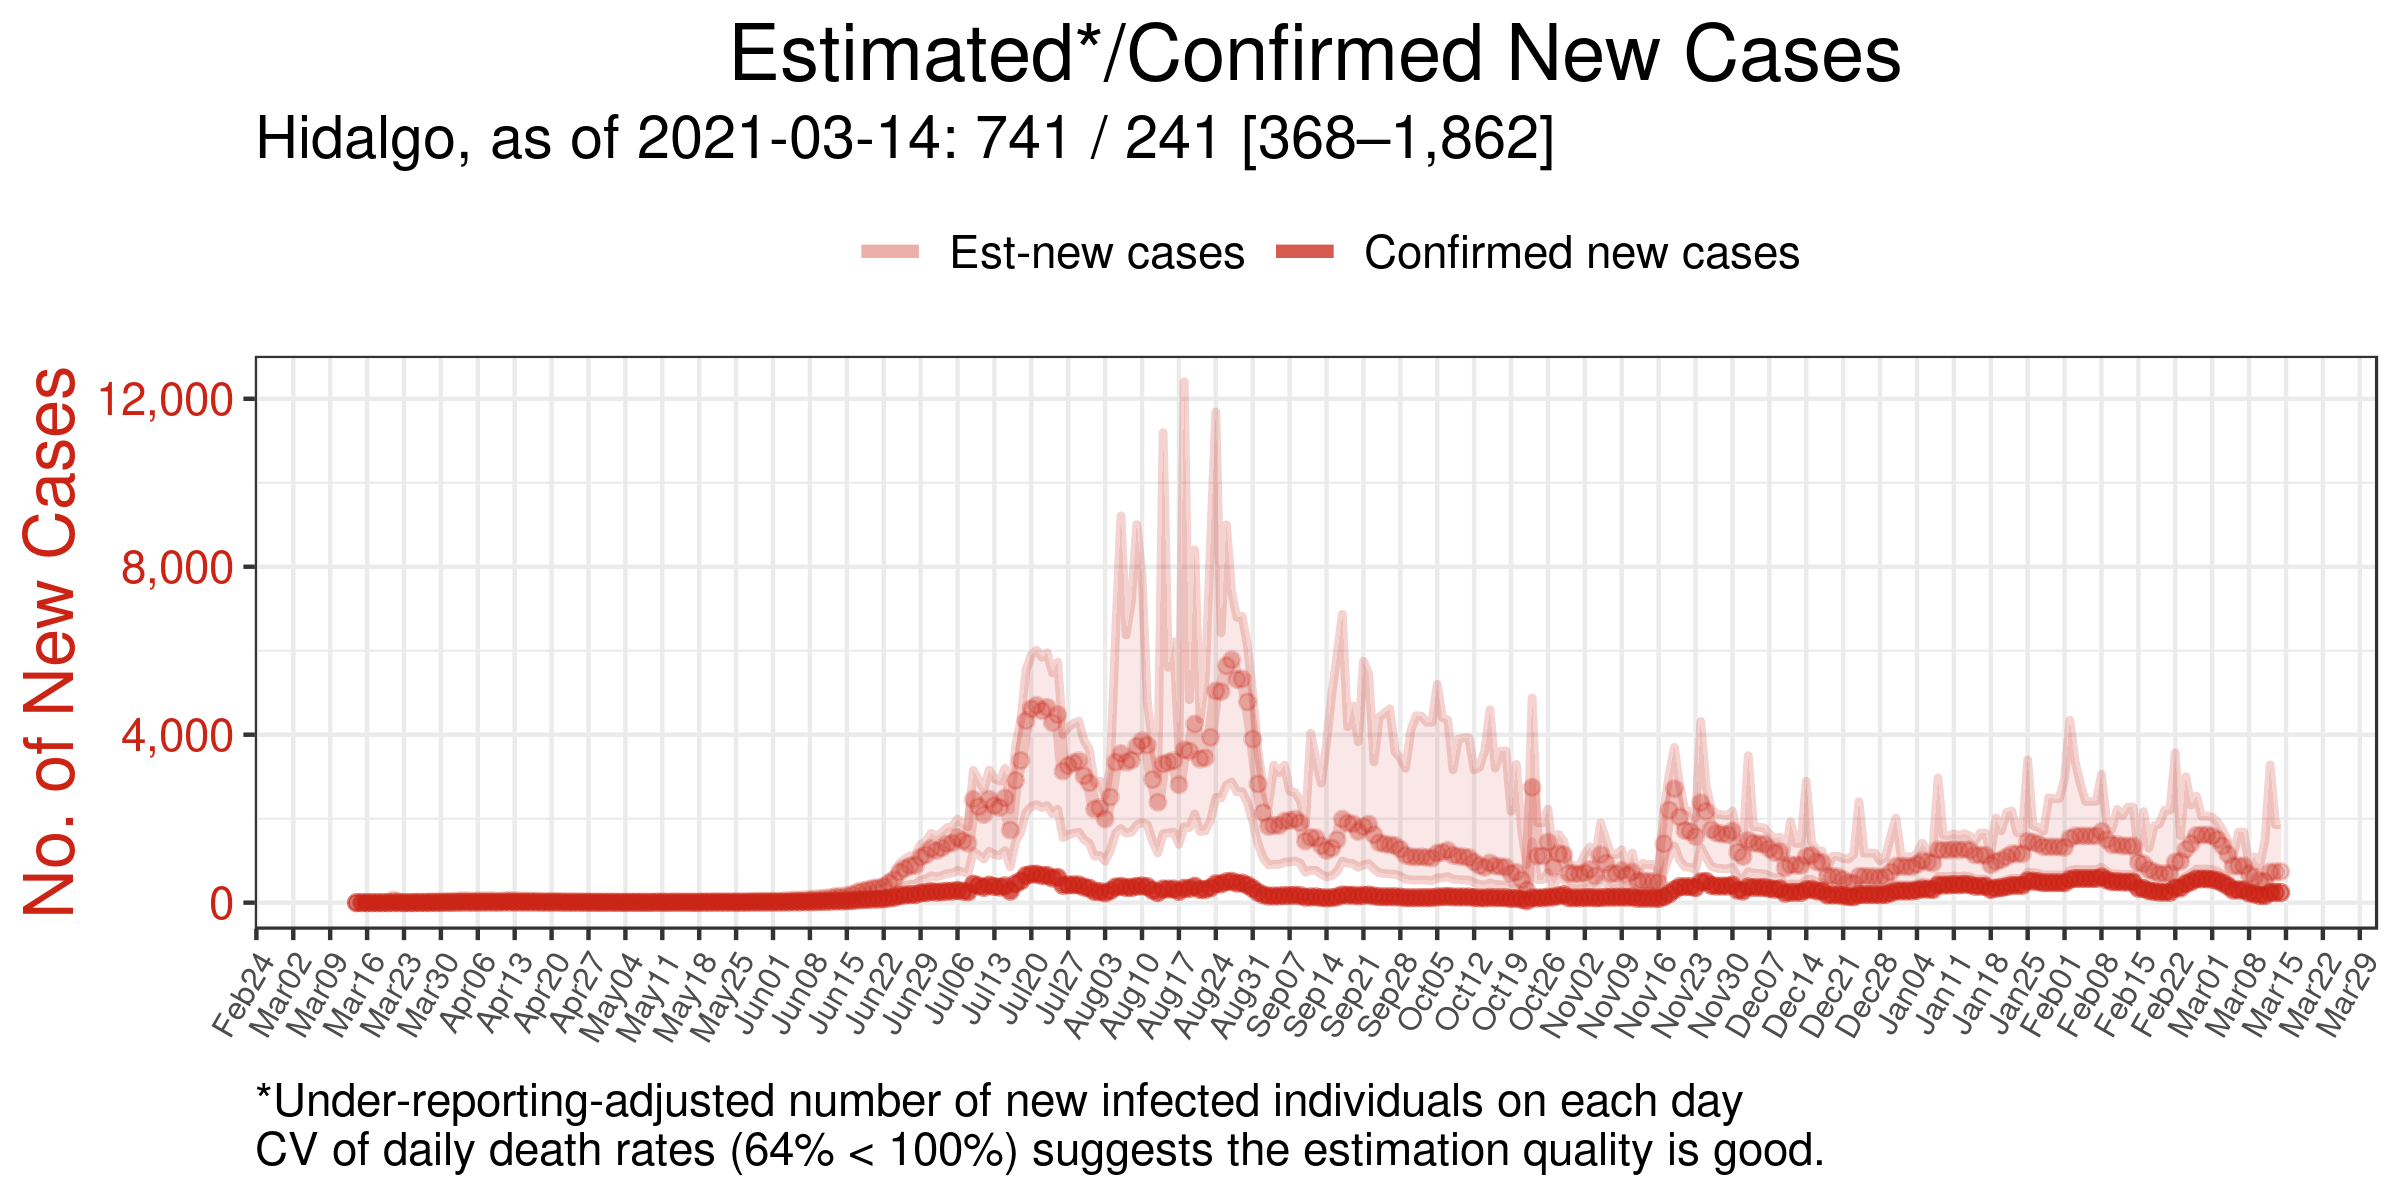 Estimated*/Confirmed New Cases
Hidalgo, as of 2021-03-14: 741 / 241 [368–1,862]
Est-new cases Confirmed new cases
No. of New Cases
12,000
8,000
4,000
0
Feb24 Mar02 Mar09 Mar16 Mar23 Mar30 Apr06 Apr13 Apr20 Apr27 May04 May11 May18 May25 Jun01 Jun08 Jun15 Jun22 Jun29 Jul06 Jul13 Jul20 Jul27 Aug03 Aug10 Aug17 Aug24 Aug31 Sep07 Sep14 Sep21 Sep28 Oct05 Oct12 Oct19 Oct26 Nov02 Nov09 Nov16 Nov23 Nov30 Dec07 Dec14 Dec21 Dec28 Jan04 Jan11 Jan18 Jan25 Feb01 Feb08 Feb15 Feb22 Mar01 Mar08 Mar15 Mar22 Mar29
*Under-reporting-adjusted number of new infected individuals on each day
CV of daily death rates (64% < 100%) suggests the estimation quality is good.